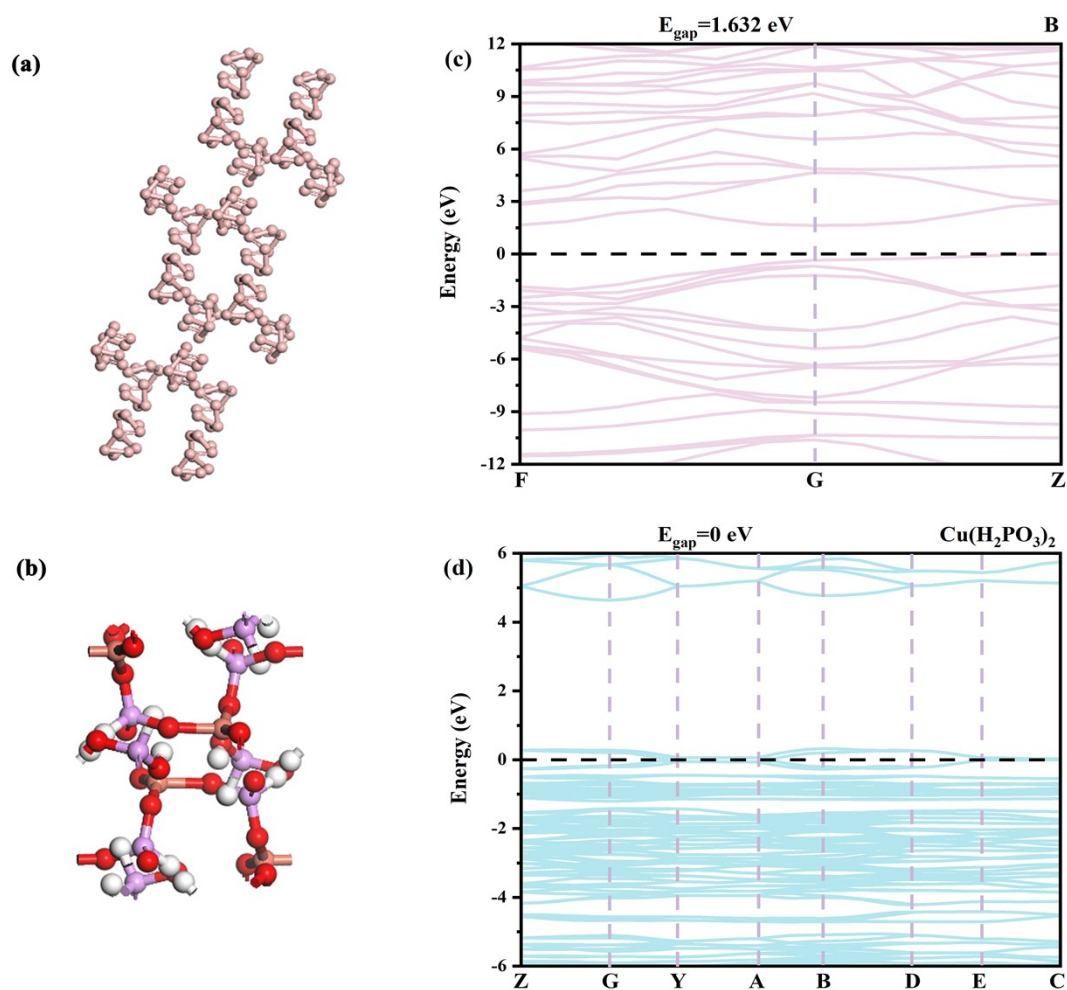 (a)
(c)
E_gap=1.632 eV
B
Energy (eV)
12
9
6
3
0
-3
-6
-9
-12
F
G
Z
(b)
(d)
E_gap=0 eV
Cu(H₂PO₃)₂
Energy (eV)
6
4
2
0
-2
-4
-6
Z
G
Y
A
B
D
E
C